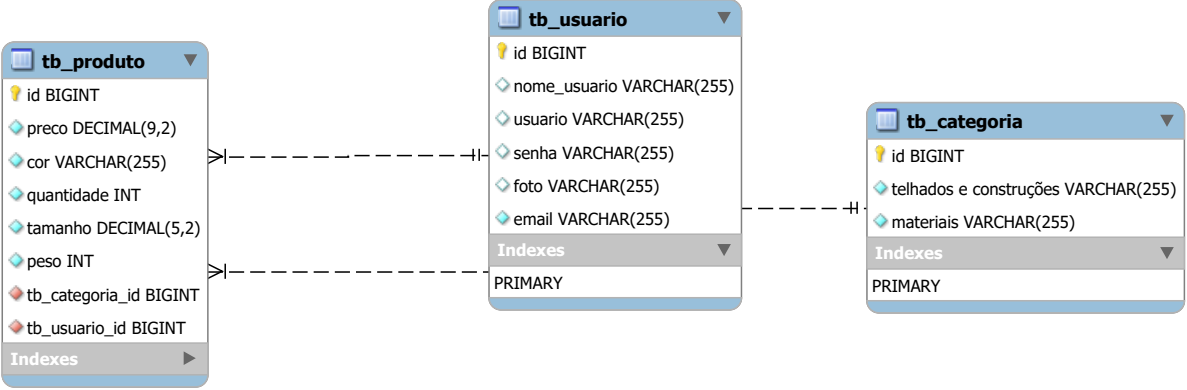 tb_produto
id BIGINT
preco DECIMAL(9,2)
cor VARCHAR(255)
quantidade INT
tamanho DECIMAL(5,2)
peso INT
tb_categoria_id BIGINT
tb_usuario_id BIGINT
Indexes
tb_usuario
id BIGINT
nome_usuario VARCHAR(255)
usuario VARCHAR(255)
senha VARCHAR(255)
foto VARCHAR(255)
email VARCHAR(255)
Indexes
PRIMARY
tb_categoria
id BIGINT
telhados e construções VARCHAR(255)
materiais VARCHAR(255)
Indexes
PRIMARY